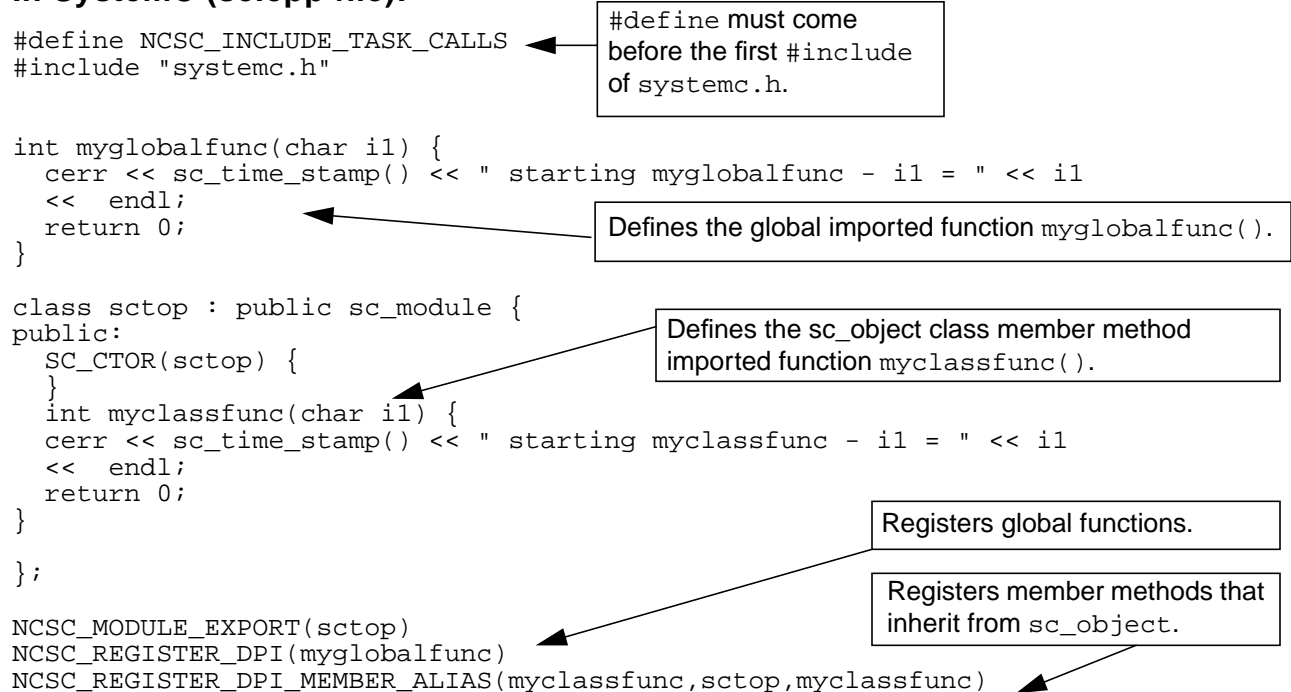 #define NCSC_INCLUDE_TASK_CALLS
#include "systemc.h"
#define must come
before the first #include
of systemc.h.
int myglobalfunc(char i1) {
  cerr << sc_time_stamp() << " starting myglobalfunc - i1 = " << i1
  <<  endl;
  return 0;
}
Defines the global imported function myglobalfunc().
class sctop : public sc_module {
public:
  SC_CTOR(sctop) {
  }
  int myclassfunc(char i1) {
  cerr << sc_time_stamp() << " starting myclassfunc - i1 = " << i1
  <<  endl;
  return 0;
}
Defines the sc_object class member method
imported function myclassfunc().
};
Registers global functions.
Registers member methods that
inherit from sc_object.
NCSC_MODULE_EXPORT(sctop)
NCSC_REGISTER_DPI(myglobalfunc)
NCSC_REGISTER_DPI_MEMBER_ALIAS(myclassfunc,sctop,myclassfunc)